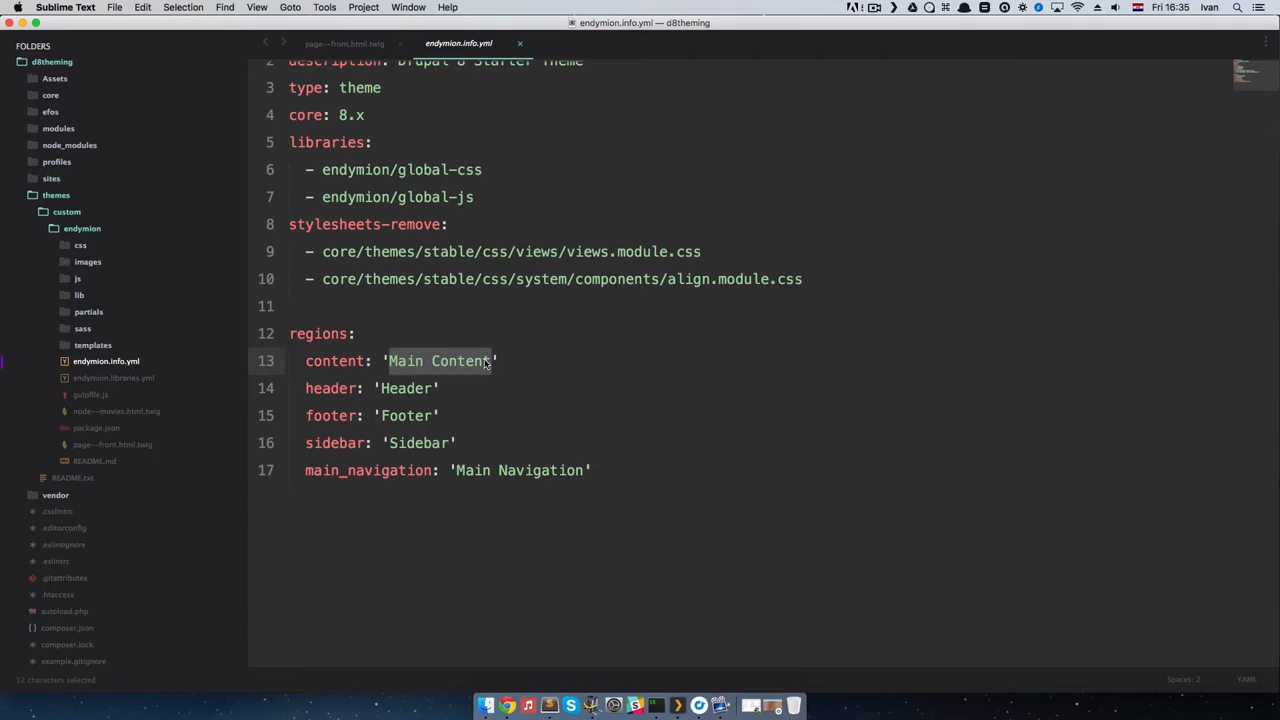 Sublime Text File Edit Selection Find View Goto Tools Project Window Help Fri 16:35 Ivan
endymion.info.yml — d8theming
FOLDERS
page--front.html.twig
endymion.info.yml
d8theming
Assets
core
efos
modules
node_modules
profiles
sites
themes
custom
endymion
css
images
js
lib
partials
sass
templates
endymion.info.yml
endymion.libraries.yml
gulpfile.js
node--movies.html.twig
package.json
page--front.html.twig
README.md
README.txt
vendor
.csslintrc
.editorconfig
.eslintignore
.eslintrc
.gitattributes
.htaccess
autoload.php
composer.json
composer.lock
example.gitignore
2 description: Drupal 8 Starter Theme
3 type: theme
4 core: 8.x
5 libraries:
6 - endymion/global-css
7 - endymion/global-js
8 stylesheets-remove:
9 - core/themes/stable/css/views/views.module.css
10 - core/themes/stable/css/system/components/align.module.css
11
12 regions:
13 content: 'Main Content'
14 header: 'Header'
15 footer: 'Footer'
16 sidebar: 'Sidebar'
17 main_navigation: 'Main Navigation'
12 characters selected
Spaces: 2 YAML